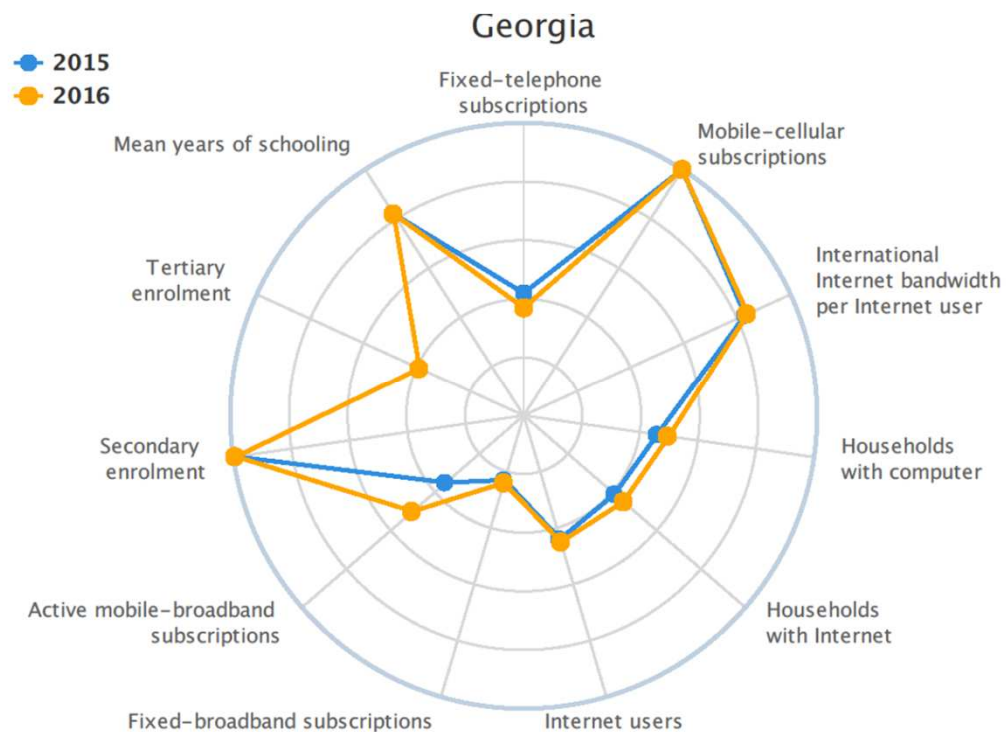 Georgia
2015
2016
Fixed-telephone
subscriptions
Mobile-cellular
subscriptions
International
Internet bandwidth
per Internet user
Households
with computer
Households
with Internet
Internet users
Fixed-broadband subscriptions
Active mobile-broadband
subscriptions
Secondary
enrolment
Tertiary
enrolment
Mean years of schooling